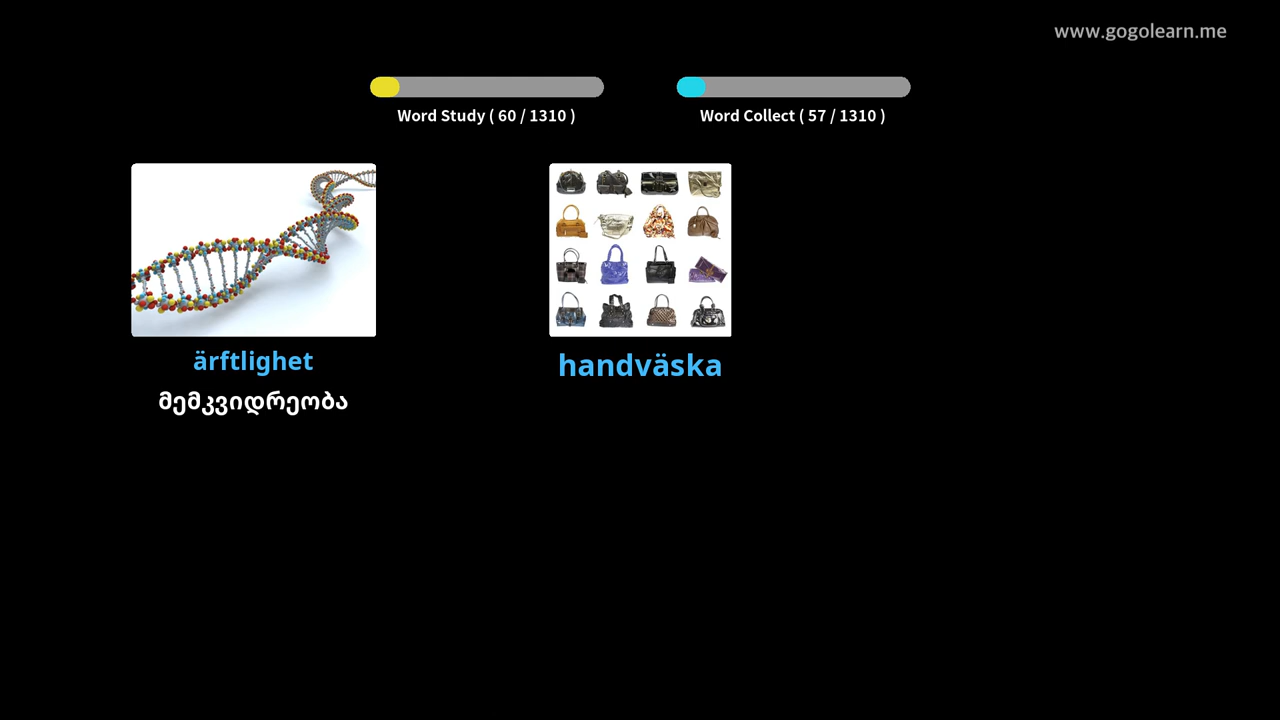 www.gogolearn.me
Word Study ( 60 / 1310 )
Word Collect ( 57 / 1310 )
ärftlighet
მემკვიდრეობა
handväska